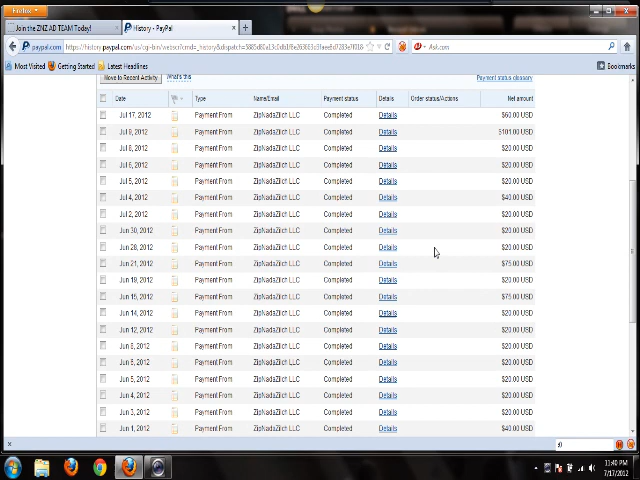 Firefox
Join the ZNZ AD TEAM Today!
History - PayPal
paypal.com
Ask.com
Most Visited
Getting Started
Latest Headlines
Bookmarks
Move to Recent Activity
What's this
Payment status glossary
Date Type Name/Email Payment status Details Order status/Actions Net amount
Jul 17, 2012 Payment From ZipNadaZilch LLC Completed Details $60.00 USD
Jul 9, 2012 Payment From ZipNadaZilch LLC Completed Details $101.00 USD
Jul 8, 2012 Payment From ZipNadaZilch LLC Completed Details $20.00 USD
Jul 6, 2012 Payment From ZipNadaZilch LLC Completed Details $20.00 USD
Jul 5, 2012 Payment From ZipNadaZilch LLC Completed Details $20.00 USD
Jul 4, 2012 Payment From ZipNadaZilch LLC Completed Details $40.00 USD
Jul 2, 2012 Payment From ZipNadaZilch LLC Completed Details $20.00 USD
Jun 30, 2012 Payment From ZipNadaZilch LLC Completed Details $20.00 USD
Jun 28, 2012 Payment From ZipNadaZilch LLC Completed Details $20.00 USD
Jun 21, 2012 Payment From ZipNadaZilch LLC Completed Details $75.00 USD
Jun 19, 2012 Payment From ZipNadaZilch LLC Completed Details $20.00 USD
Jun 15, 2012 Payment From ZipNadaZilch LLC Completed Details $75.00 USD
Jun 14, 2012 Payment From ZipNadaZilch LLC Completed Details $20.00 USD
Jun 12, 2012 Payment From ZipNadaZilch LLC Completed Details $20.00 USD
Payment From ZipNadaZilch LLC Completed Details $20.00 USD
Payment From ZipNadaZilch LLC Completed Details $20.00 USD
Jun 5, 2012 Payment From ZipNadaZilch LLC Completed Details $20.00 USD
Jun 4, 2012 Payment From ZipNadaZilch LLC Completed Details $20.00 USD
Jun 3, 2012 Payment From ZipNadaZilch LLC Completed Details $20.00 USD
Jun 1, 2012 Payment From ZipNadaZilch LLC Completed Details $40.00 USD
11:40 PM
7/17/2012